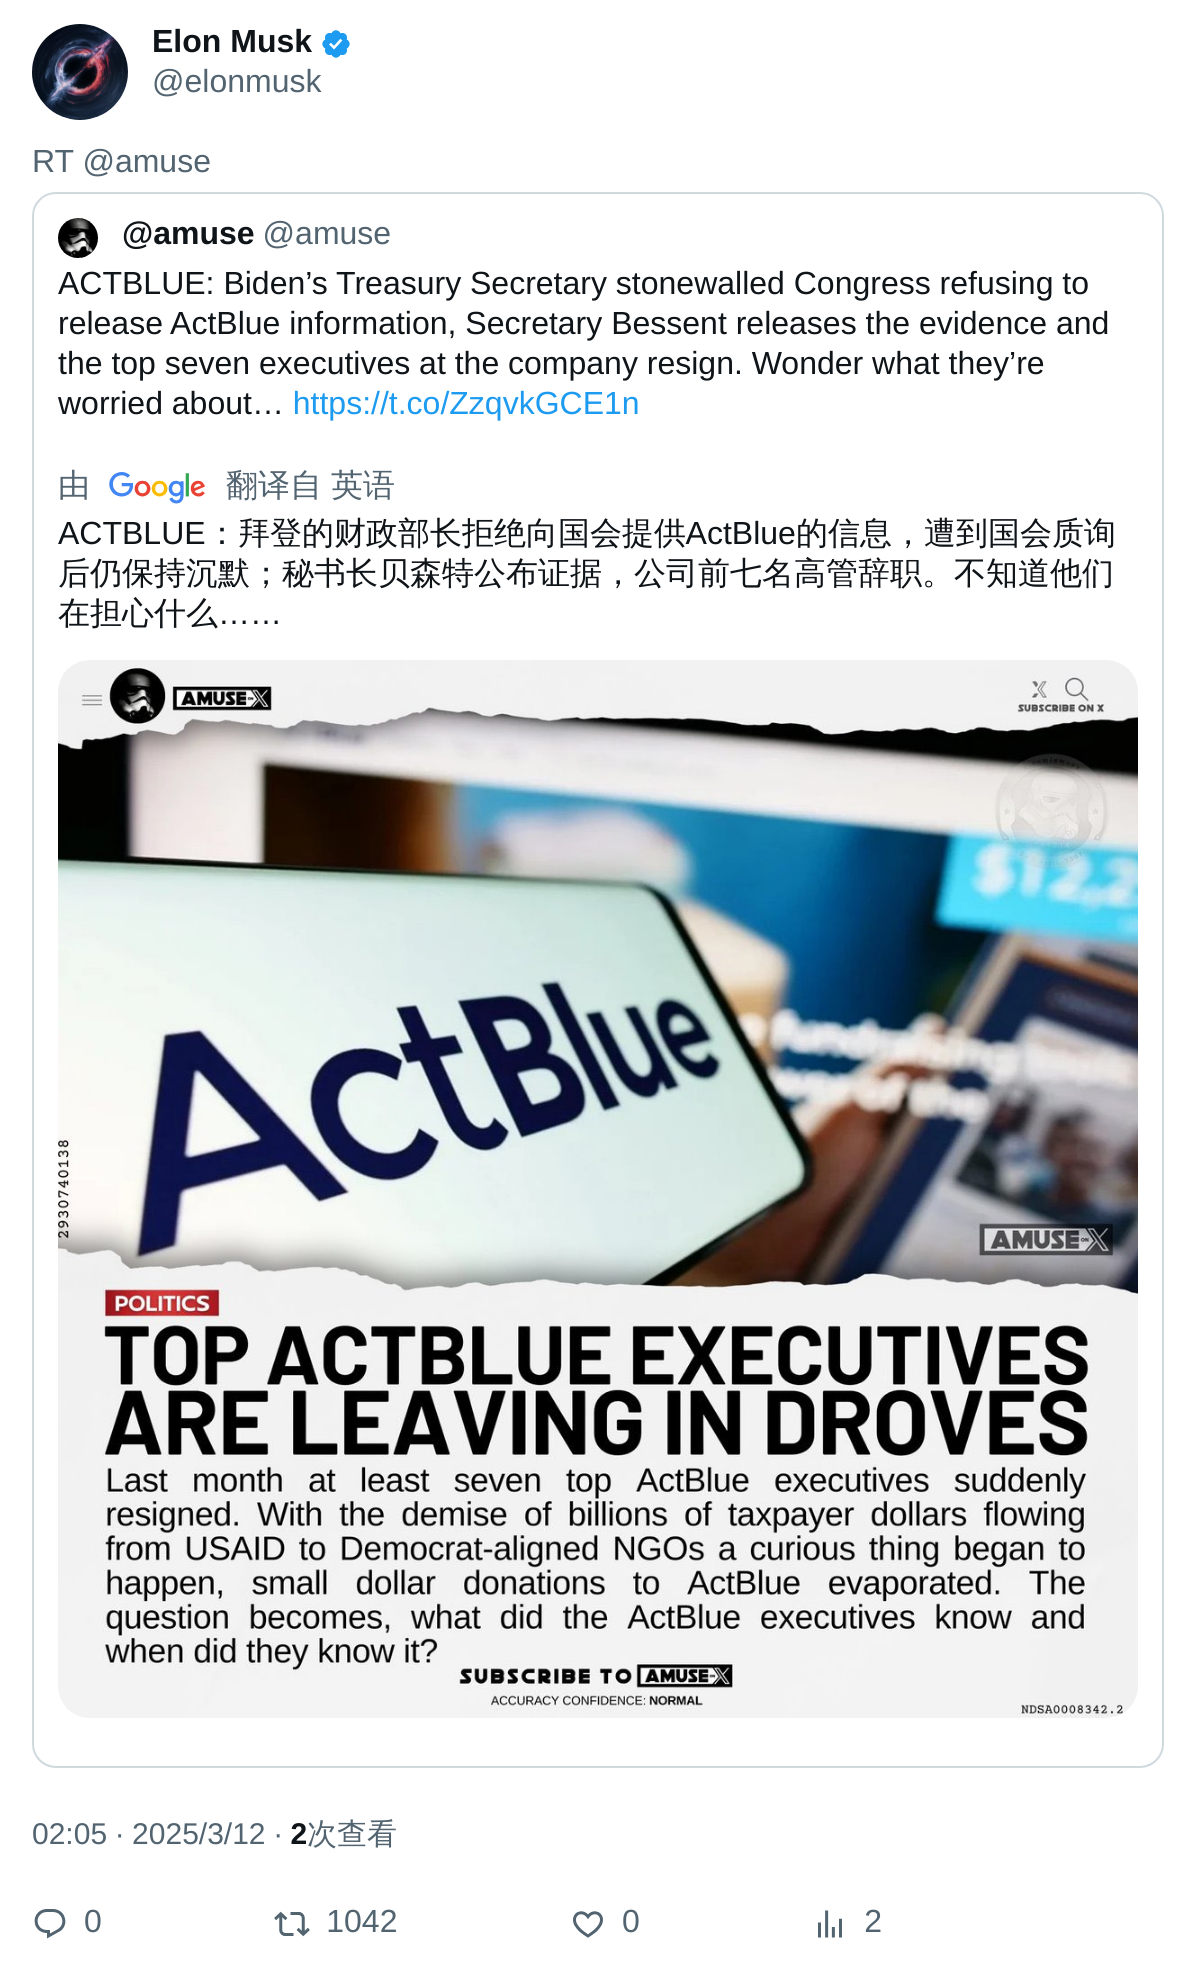 Elon Musk
@elonmusk
RT @amuse
@amuse @amuse
ACTBLUE: Biden’s Treasury Secretary stonewalled Congress refusing to
release ActBlue information, Secretary Bessent releases the evidence and
the top seven executives at the company resign. Wonder what they’re
worried about… https://t.co/ZzqvkGCE1n
由 Google 翻译自 英语
ACTBLUE：拜登的财政部长拒绝向国会提供ActBlue的信息，遭到国会质询
后仍保持沉默；秘书长贝森特公布证据，公司前七名高管辞职。不知道他们
在担心什么……
AMUSE ON X
SUBSCRIBE ON X
$12,2
ActBlue
fundraising
2930740138
AMUSE ON X
POLITICS
TOP ACTBLUE EXECUTIVES
ARE LEAVING IN DROVES
Last month at least seven top ActBlue executives suddenly
resigned. With the demise of billions of taxpayer dollars flowing
from USAID to Democrat-aligned NGOs a curious thing began to
happen, small dollar donations to ActBlue evaporated. The
question becomes, what did the ActBlue executives know and
when did they know it?
SUBSCRIBE TO AMUSE ON X
ACCURACY CONFIDENCE: NORMAL
NDSA0008342.2
02:05 · 2025/3/12 · 2次查看
0 1042 0 2